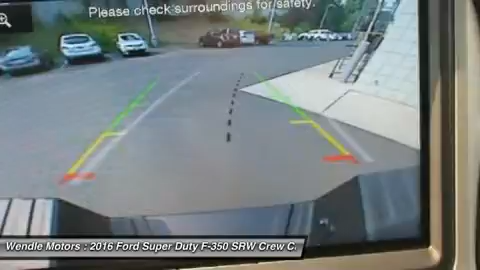 Please check surroundings for safety.
Wendle Motors : 2016 Ford Super Duty F-350 SRW Crew C.